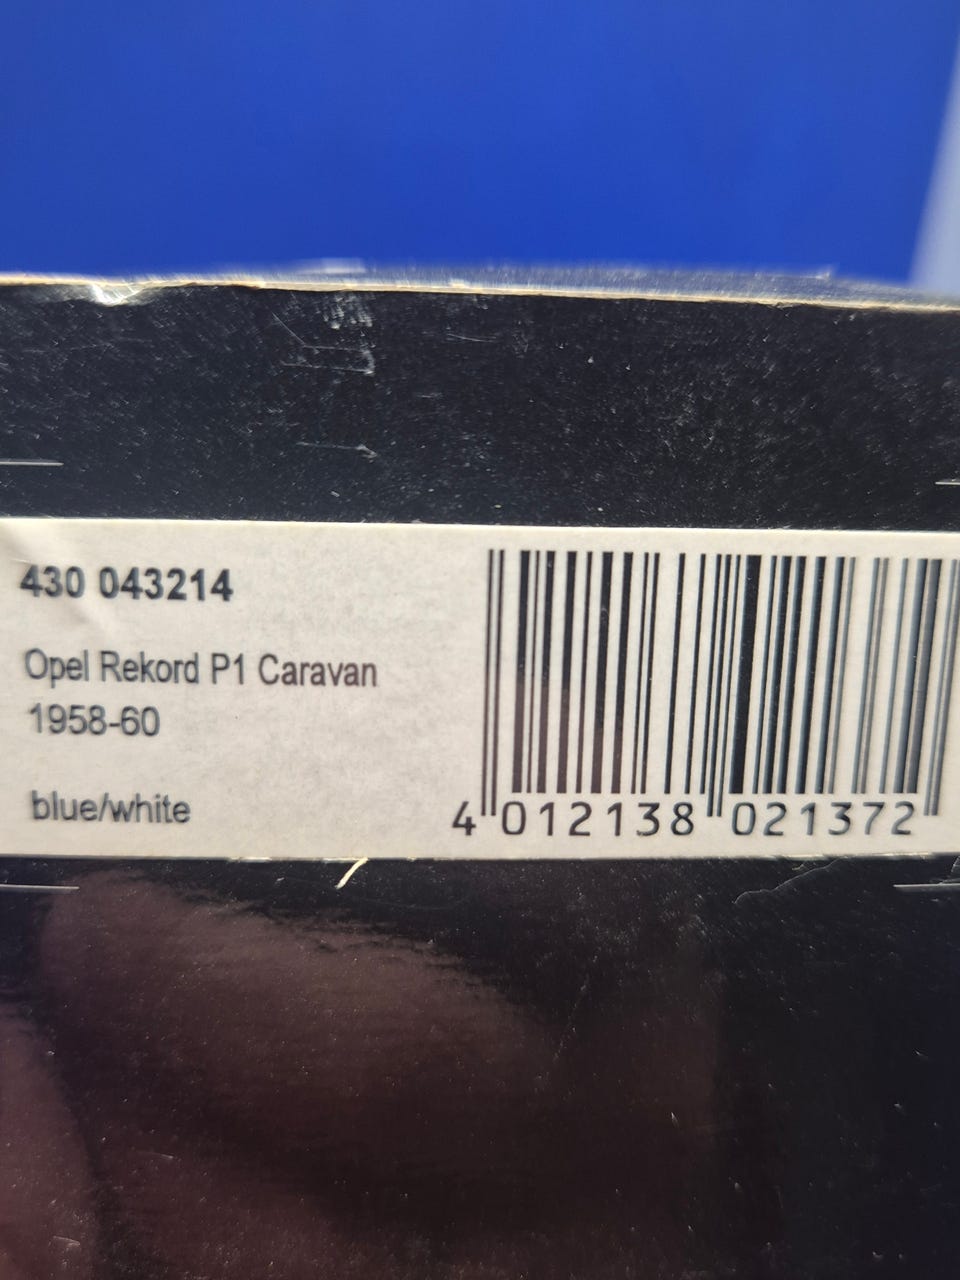 430 043214
Opel Rekord P1 Caravan
1958-60
blue/white
4 012138 021372